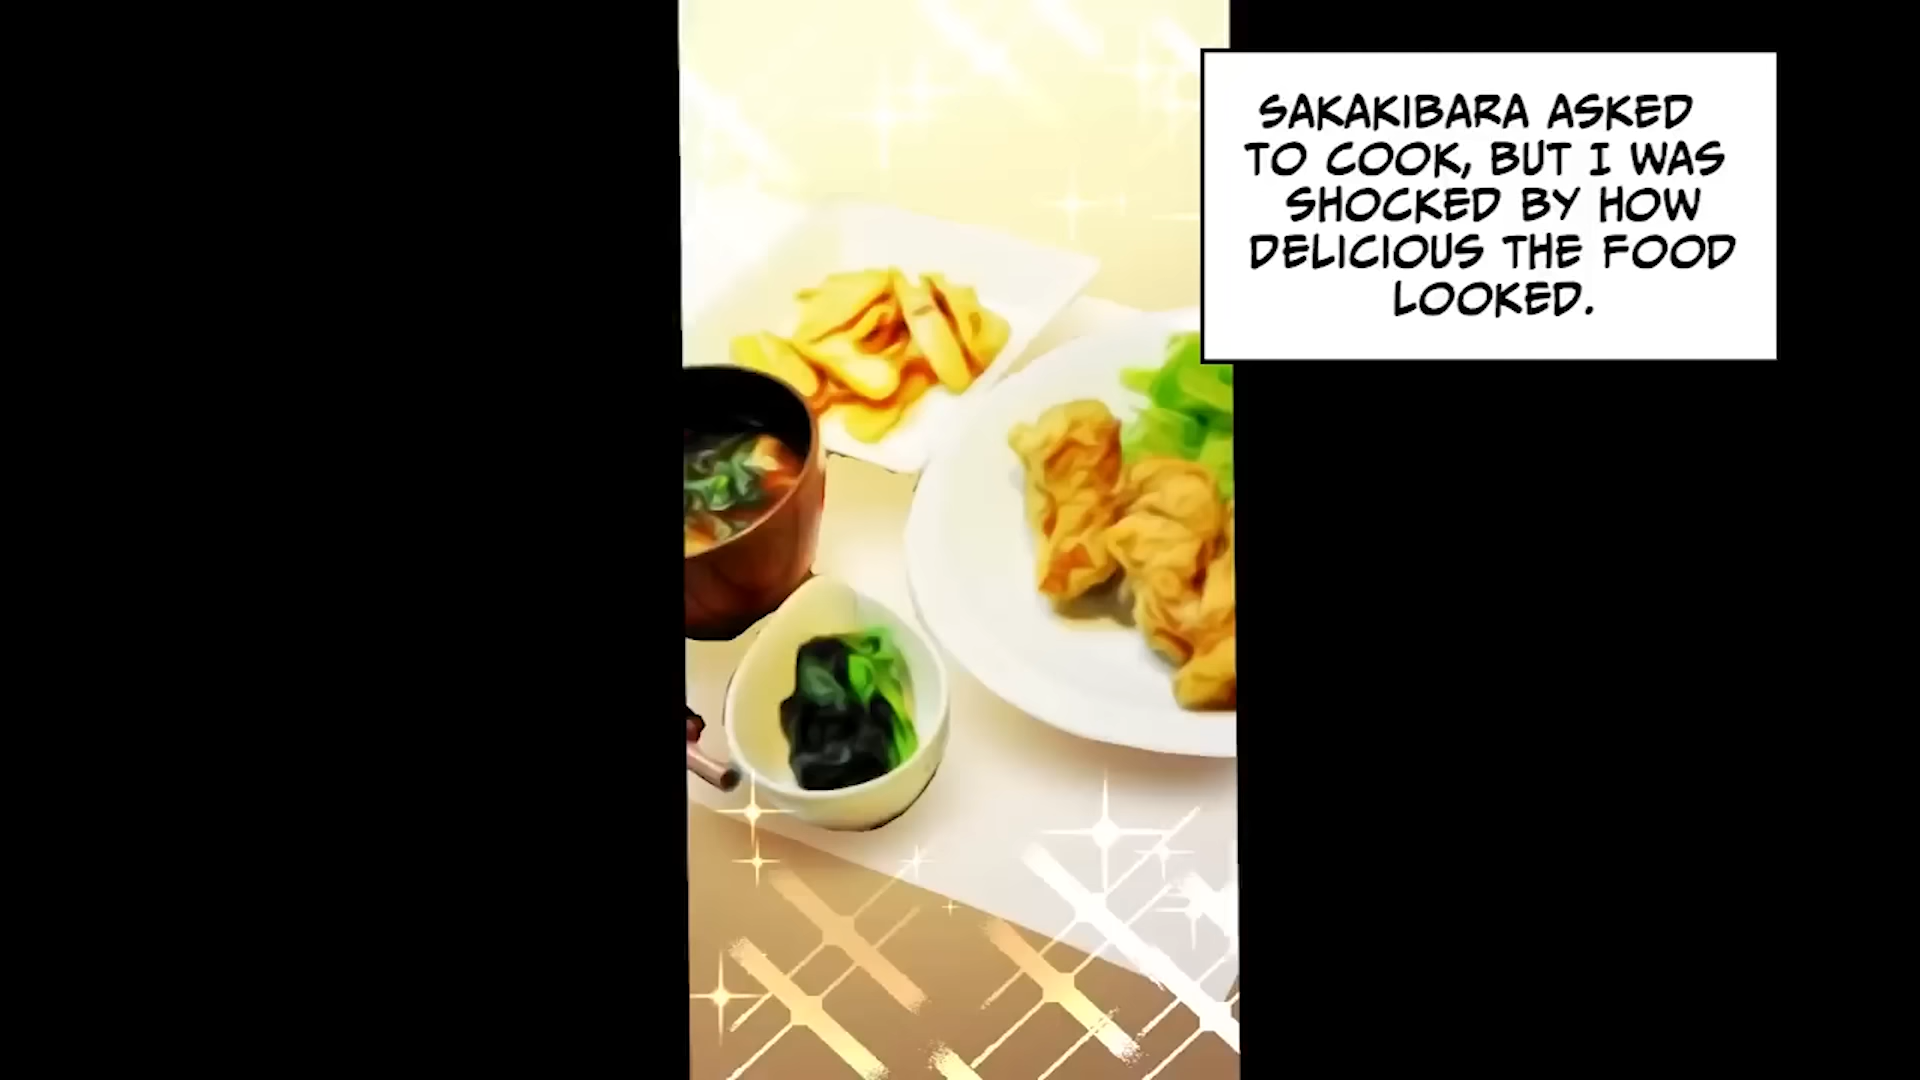 SAKAKIBARA ASKED
TO COOK, BUT I WAS
SHOCKED BY HOW
DELICIOUS THE FOOD
LOOKED.